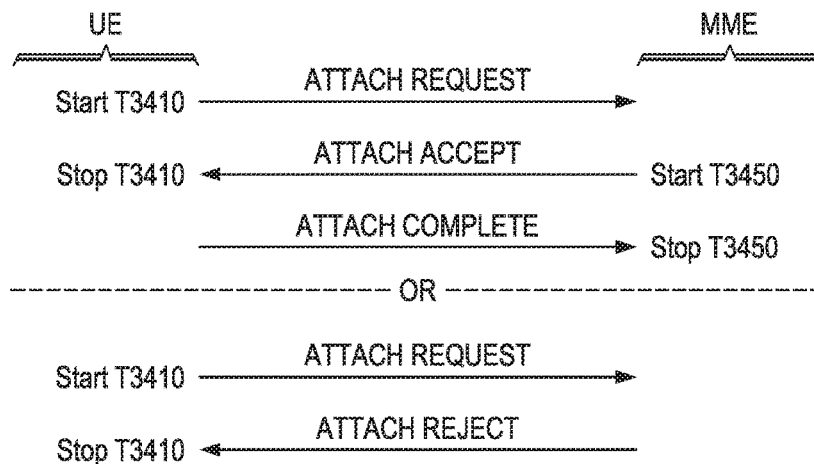 UE MME
Start T3410 ATTACH REQUEST
Stop T3410 ATTACH ACCEPT Start T3450
ATTACH COMPLETE Stop T3450
OR
Start T3410 ATTACH REQUEST
Stop T3410 ATTACH REJECT